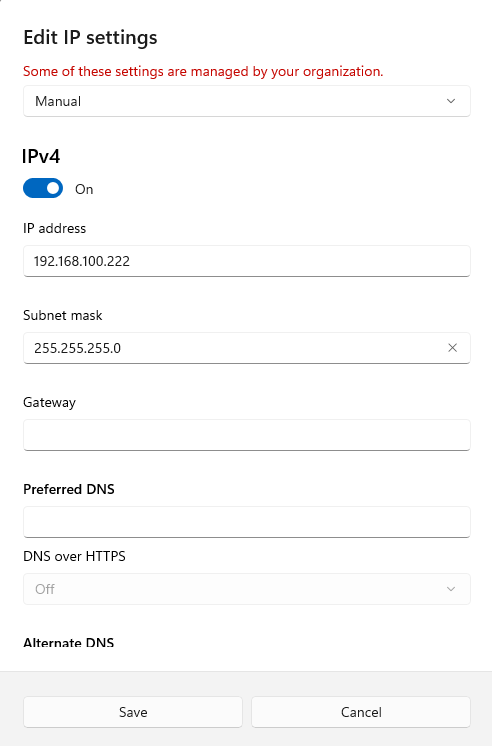 Edit IP settings
Some of these settings are managed by your organization.
Manual
IPv4
On
IP address
192.168.100.222
Subnet mask
255.255.255.0
Gateway
Preferred DNS
DNS over HTTPS
Off
Alternate DNS
Save Cancel